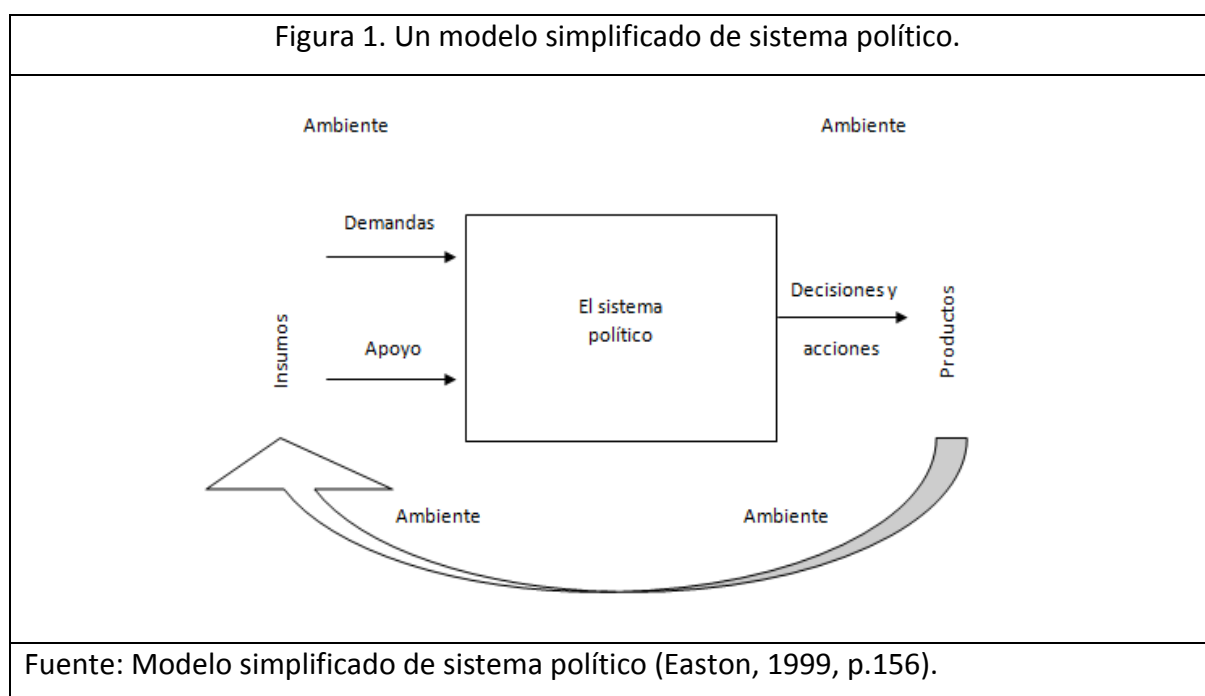 Figura 1. Un modelo simplificado de sistema político.
Ambiente
Ambiente
Demandas
El sistema
político
Decisiones y
acciones
Insumos
Apoyo
Productos
Ambiente
Ambiente
Fuente: Modelo simplificado de sistema político (Easton, 1999, p.156).